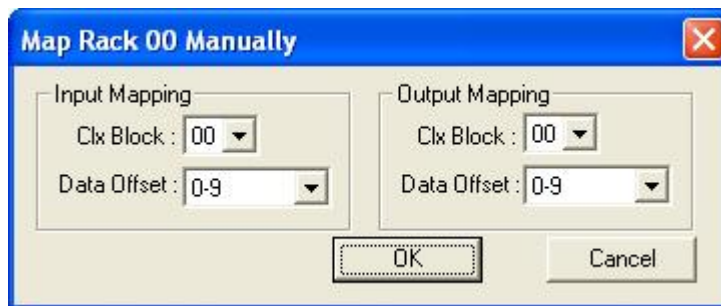 Map Rack 00 Manually
Input Mapping
Clx Block : 00
Data Offset : 0-9
Output Mapping
Clx Block : 00
Data Offset : 0-9
OK
Cancel